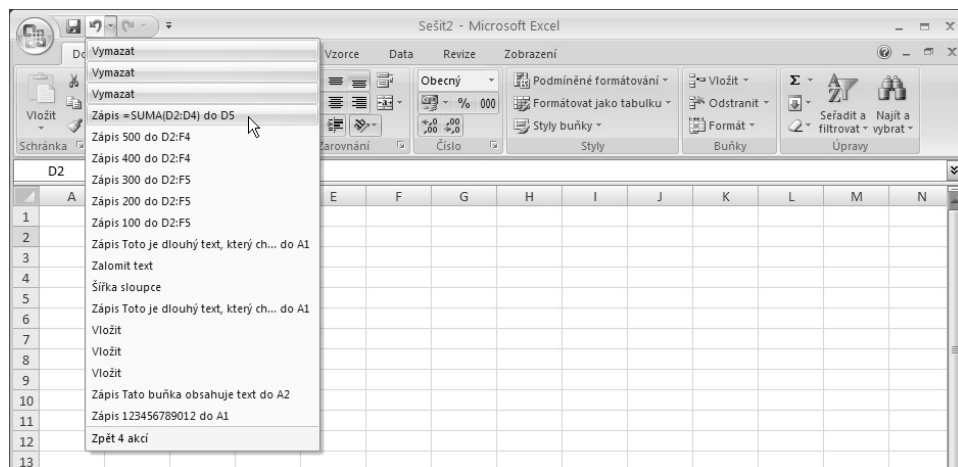 Sešit2 - Microsoft Excel
Vzorce Data Revize Zobrazení
Vložit
Schránka
Zarovnání
Obecný
% 000
Číslo
Podmíněné formátování
Formátovat jako tabulku
Styly buňky
Styly
Vložit
Odstranit
Formát
Buňky
Seřadit a filtrovat
Najít a vybrat
Úpravy
Vymazat
Vymazat
Vymazat
Zápis =SUMA(D2:D4) do D5
Zápis 500 do D2:F4
Zápis 400 do D2:F4
Zápis 300 do D2:F5
Zápis 200 do D2:F5
Zápis 100 do D2:F5
Zápis Toto je dlouhý text, který ch... do A1
Zalomit text
Šířka sloupce
Zápis Toto je dlouhý text, který ch... do A1
Vložit
Vložit
Vložit
Zápis Tato buňka obsahuje text do A2
Zápis 123456789012 do A1
Zpět 4 akcí
D2
A E F G H I J K L M N
1
2
3
4
5
6
7
8
9
10
11
12
13